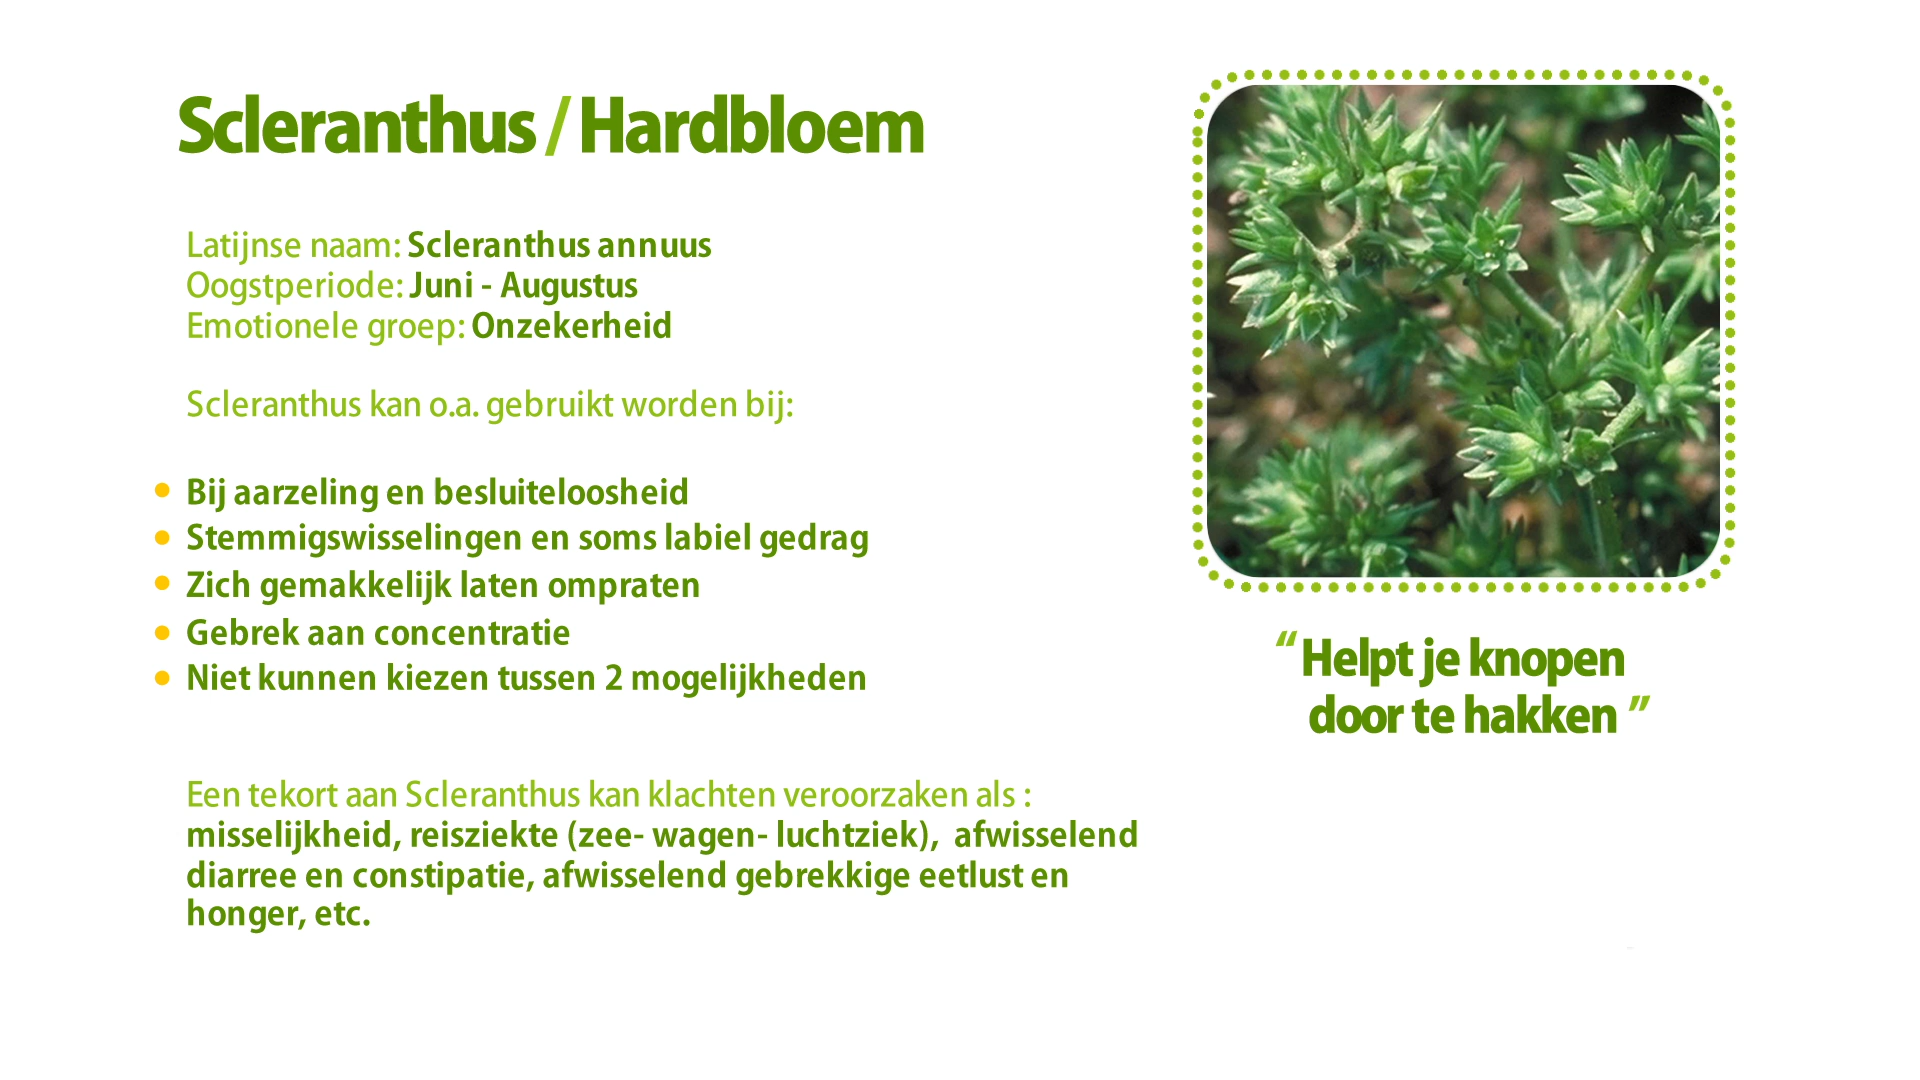 Scleranthus / Hardbloem
Latijnse naam: Scleranthus annuus
Oogstperiode: Juni - Augustus
Emotionele groep: Onzekerheid
Scleranthus kan o.a. gebruikt worden bij:
• Bij aarzeling en besluiteloosheid
• Stemmigswisselingen en soms labiel gedrag
• Zich gemakkelijk laten ompraten
• Gebrek aan concentratie
• Niet kunnen kiezen tussen 2 mogelijkheden
Een tekort aan Scleranthus kan klachten veroorzaken als :
misselijkheid, reisziekte (zee- wagen- luchtziek),  afwisselend
diarree en constipatie, afwisselend gebrekkige eetlust en
honger, etc.
“ Helpt je knopen
door te hakken ”